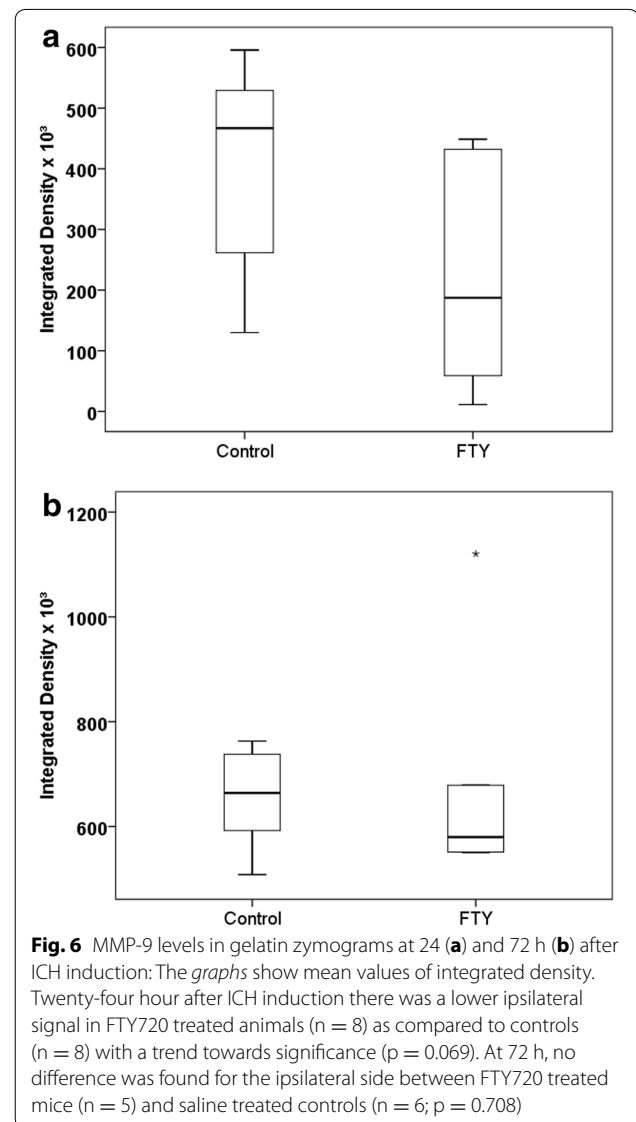 a
600
500
400
300
200
100
0
Integrated Density x 10³
Control FTY
b
1200
1000
800
600
Integrated Density x 10³
*
Control FTY
Fig. 6 MMP-9 levels in gelatin zymograms at 24 (a) and 72 h (b) after
ICH induction: The graphs show mean values of integrated density.
Twenty-four hour after ICH induction there was a lower ipsilateral
signal in FTY720 treated animals (n = 8) as compared to controls
(n = 8) with a trend towards significance (p = 0.069). At 72 h, no
difference was found for the ipsilateral side between FTY720 treated
mice (n = 5) and saline treated controls (n = 6; p = 0.708)